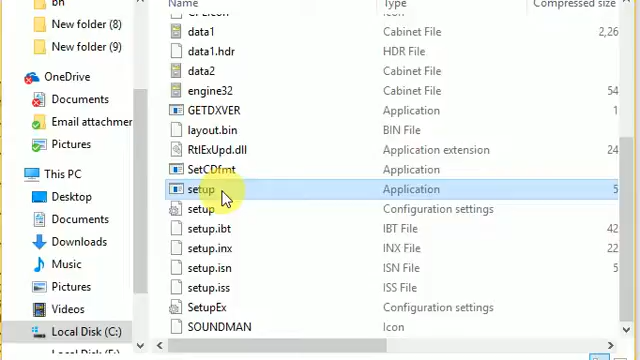 Name Type Compressed size
bn
New folder (8)
New folder (9)
OneDrive
Documents
Email attachmen
Pictures
This PC
Desktop
Documents
Downloads
Music
Pictures
Videos
Local Disk (C:)
Icon
data1 Cabinet File 2,26
data1.hdr HDR File
data2 Cabinet File
engine32 Cabinet File 54
GETDXVER Application 1
layout.bin BIN File
RtlExUpd.dll Application extension 24
SetCDfmt Application
setup Application 5
setup Configuration settings
setup.ibt IBT File 42
setup.inx INX File 22
setup.isn ISN File
setup.iss ISS File
SetupEx Configuration settings
SOUNDMAN Icon